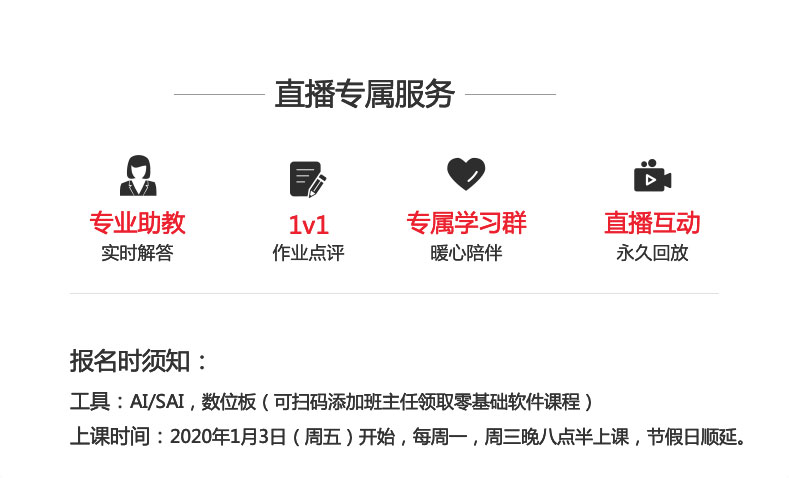 直播专属服务
专业助教 1v1 专属学习群 直播互动
实时解答 作业点评 暖心陪伴 永久回放
报名时须知：
工具：AI/SAI，数位板（可扫码添加班主任领取零基础软件课程）
上课时间：2020年1月3日（周五）开始，每周一，周三晚八点半上课，节假日顺延。